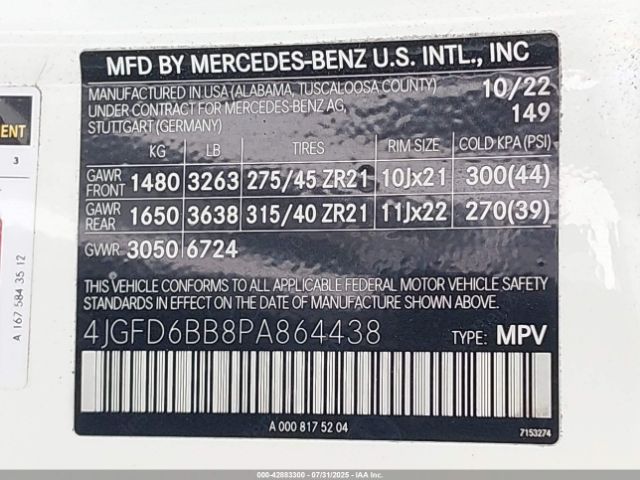 MFD BY MERCEDES-BENZ U.S. INTL., INC
MANUFACTURED IN USA (ALABAMA, TUSCALOOSA COUNTY) 10/22
UNDER CONTRACT FOR MERCEDES-BENZ AG, 149
STUTTGART (GERMANY)
KG LB TIRES RIM SIZE COLD KPA (PSI)
GAWR FRONT 1480 3263 275/45 ZR21 10Jx21 300(44)
GAWR REAR 1650 3638 315/40 ZR21 11Jx22 270(39)
GVWR 3050 6724
THIS VEHICLE CONFORMS TO ALL APPLICABLE FEDERAL MOTOR VEHICLE SAFETY
STANDARDS IN EFFECT ON THE DATE OF MANUFACTURE SHOWN ABOVE.
4JGFD6BB8PA864438 TYPE: MPV
A 000 817 52 04
7153274
3
A 167 584 35 12
000-42883300 - 07/31/2025 - IAA Inc.